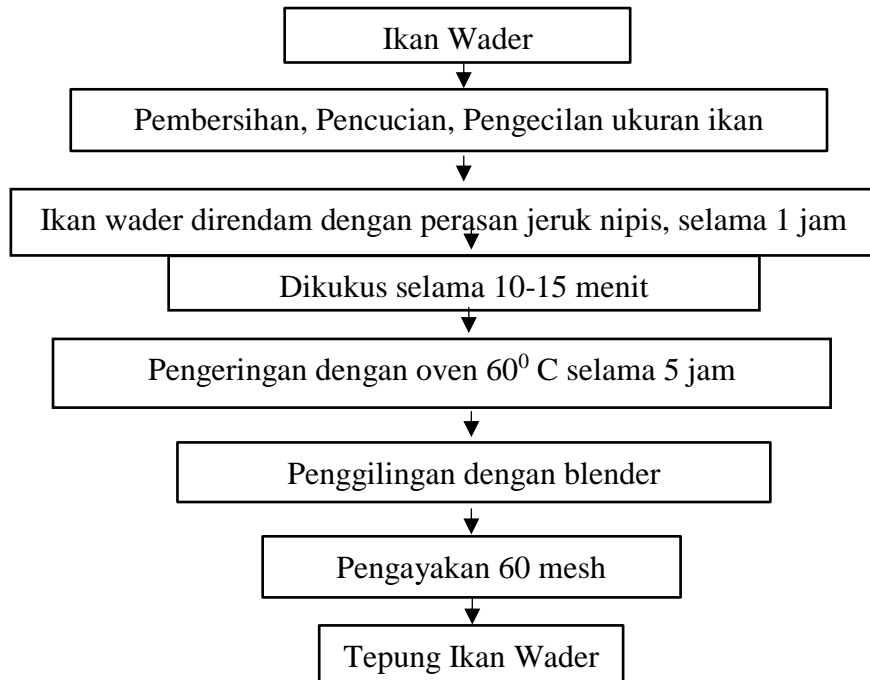 Ikan Wader
Pembersihan, Pencucian, Pengecilan ukuran ikan
Ikan wader direndam dengan perasan jeruk nipis, selama 1 jam
Dikukus selama 10-15 menit
Pengeringan dengan oven 60⁰ C selama 5 jam
Penggilingan dengan blender
Pengayakan 60 mesh
Tepung Ikan Wader